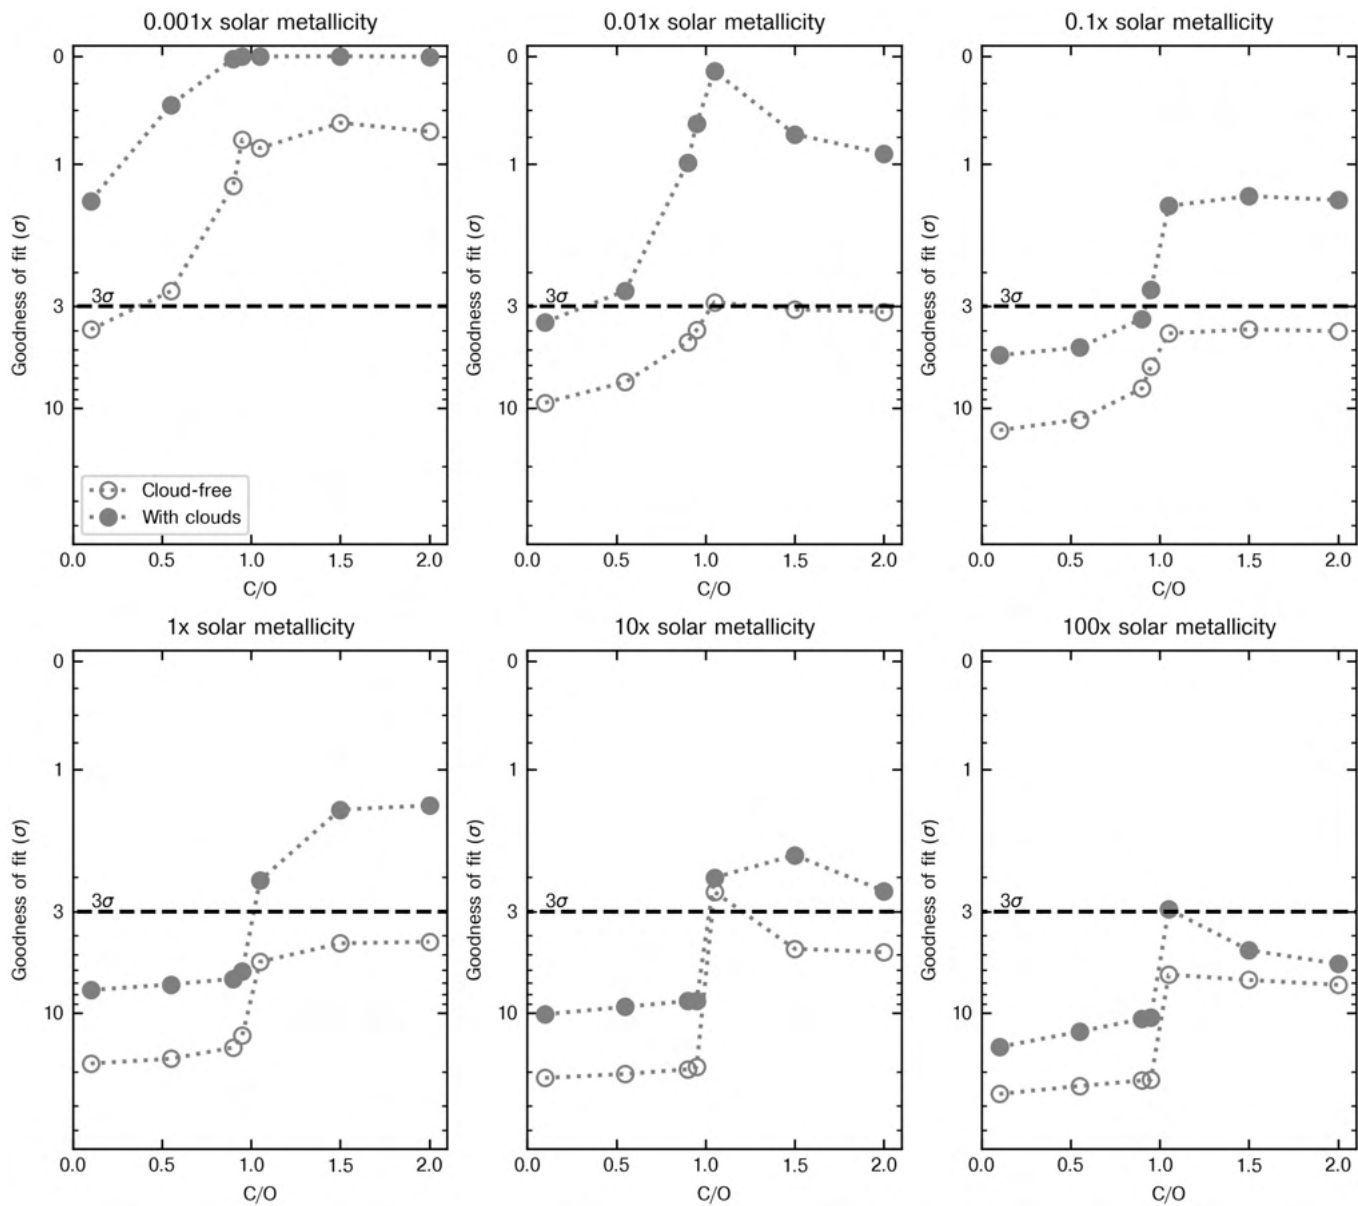 0.001x solar metallicity
0
1
3
10
Goodness of fit (σ)
3σ
Cloud-free
With clouds
0.0 0.5 1.0 1.5 2.0
C/O
0.01x solar metallicity
0
1
3
10
Goodness of fit (σ)
3σ
0.0 0.5 1.0 1.5 2.0
C/O
0.1x solar metallicity
0
1
3
10
Goodness of fit (σ)
3σ
0.0 0.5 1.0 1.5 2.0
C/O
1x solar metallicity
0
1
3
10
Goodness of fit (σ)
3σ
0.0 0.5 1.0 1.5 2.0
C/O
10x solar metallicity
0
1
3
10
Goodness of fit (σ)
3σ
0.0 0.5 1.0 1.5 2.0
C/O
100x solar metallicity
0
1
3
10
Goodness of fit (σ)
3σ
0.0 0.5 1.0 1.5 2.0
C/O